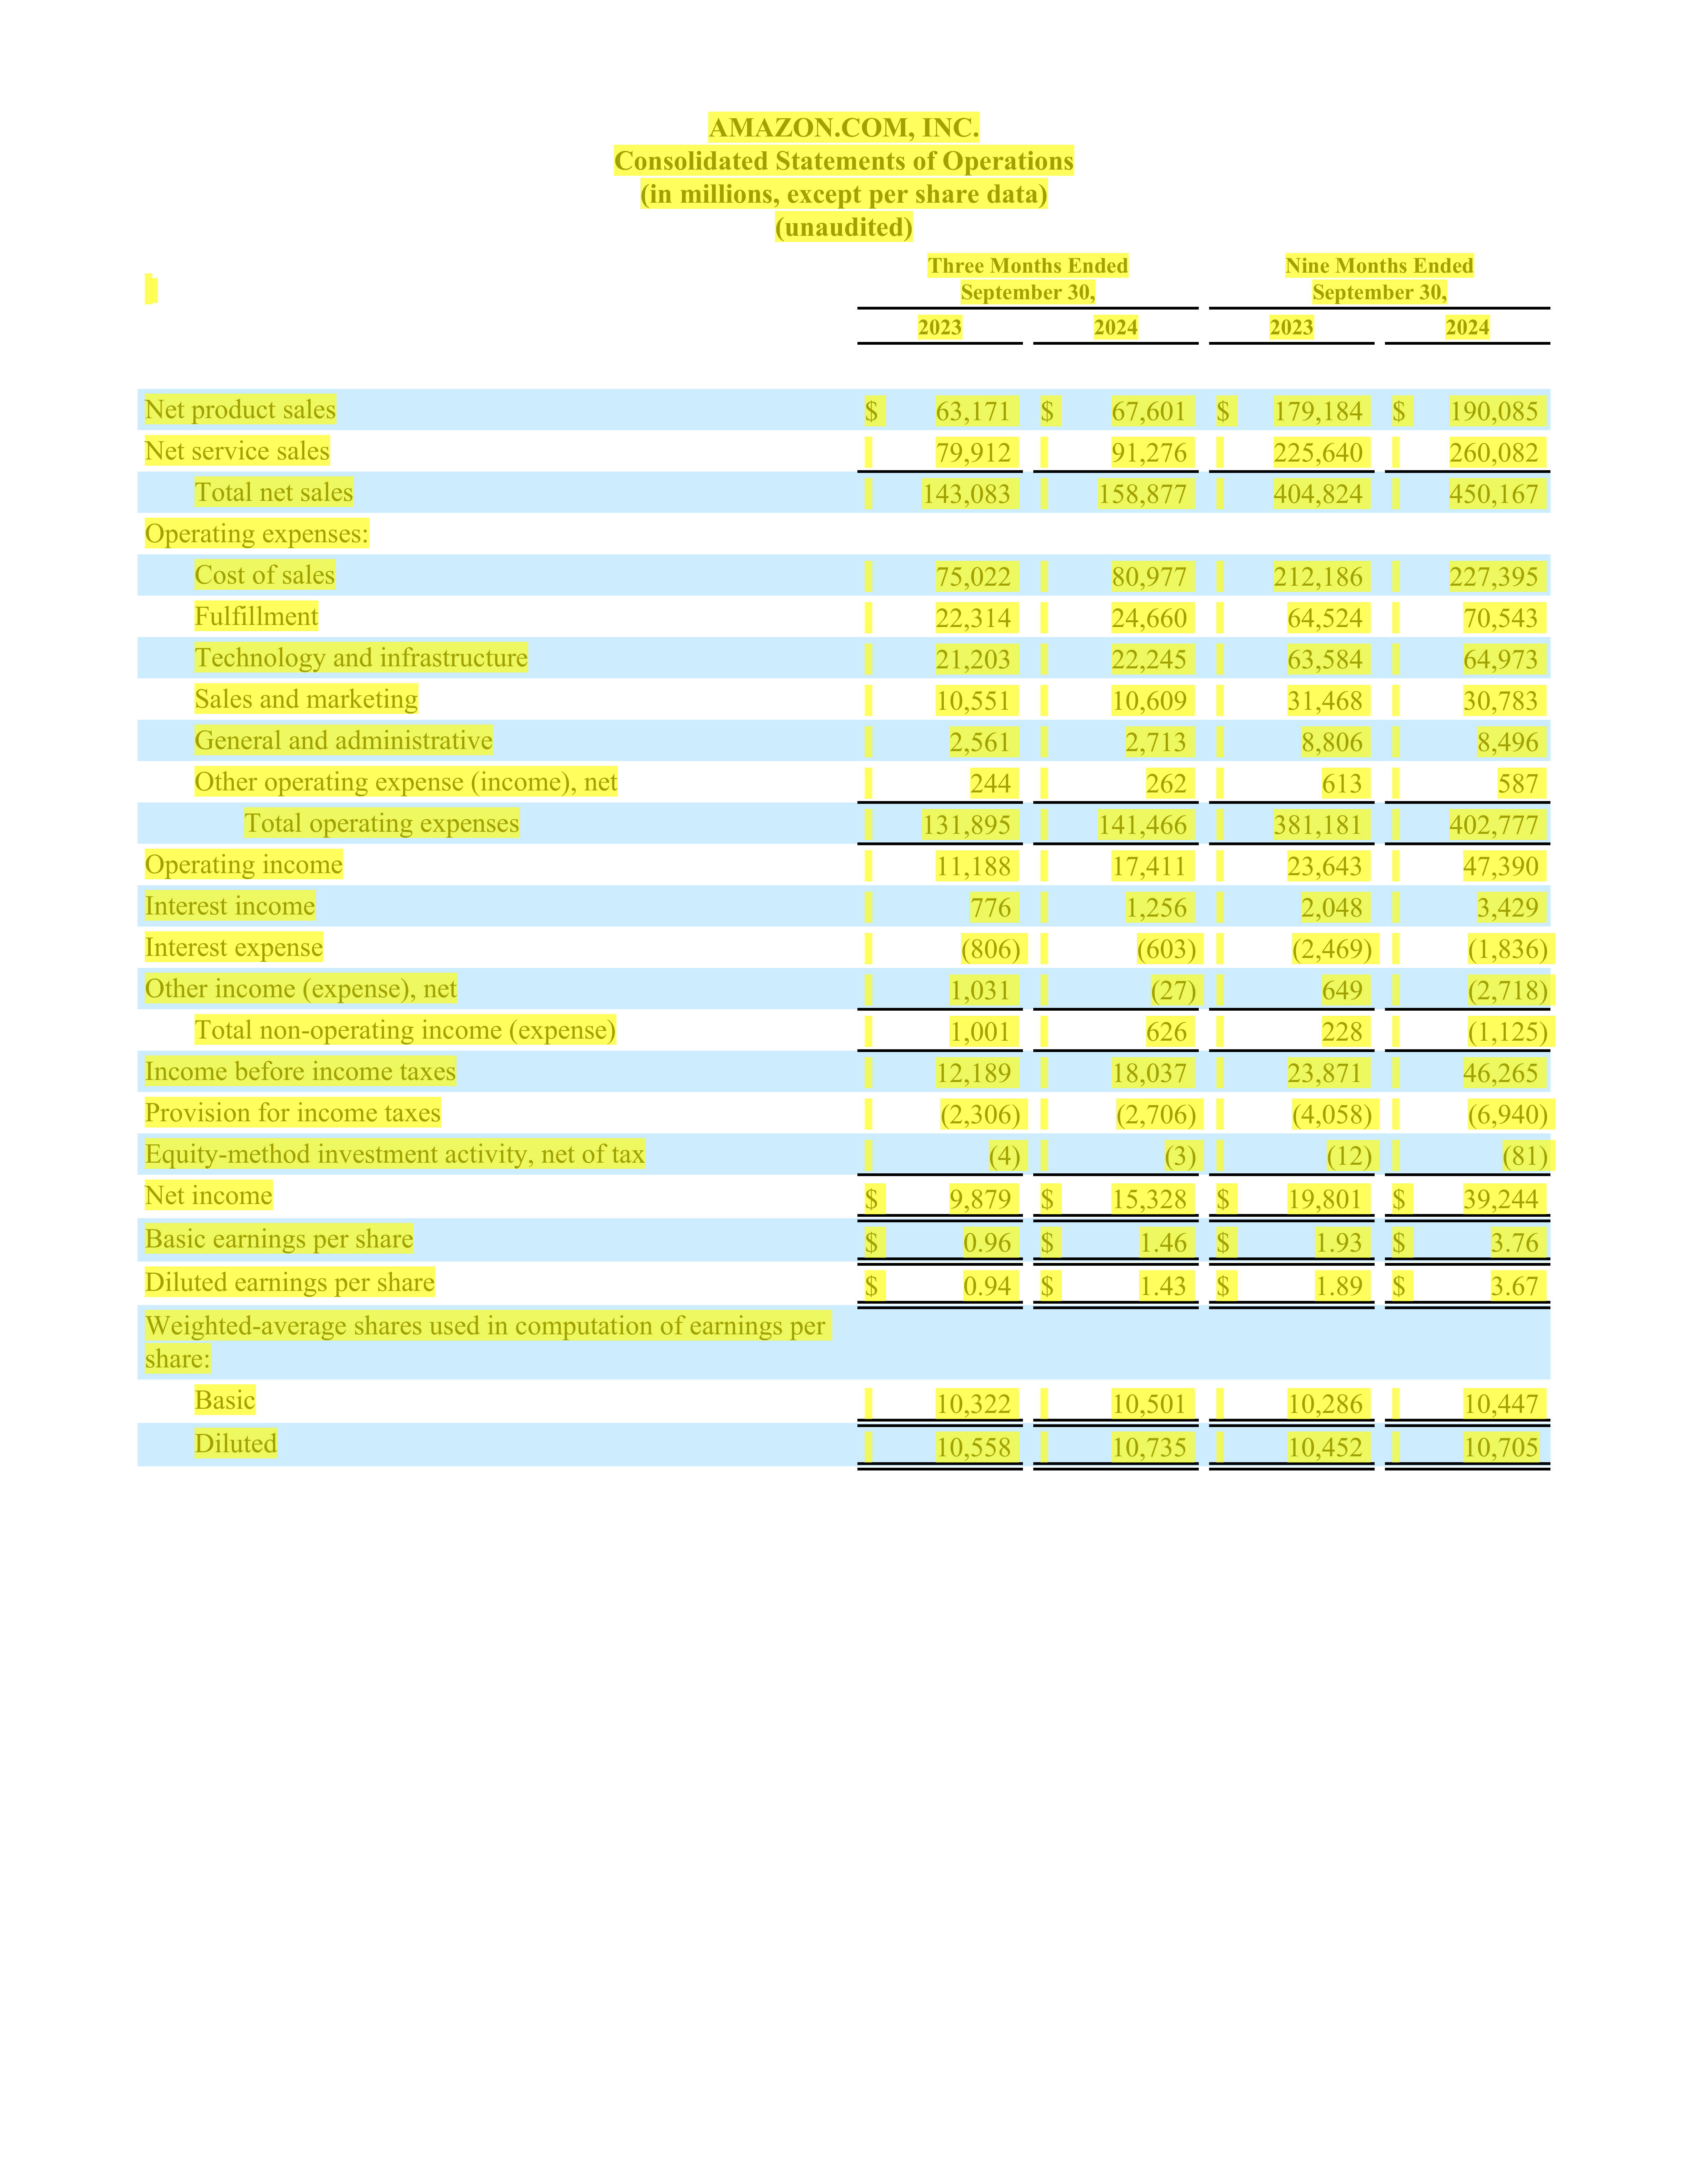 AMAZON.COM, INC.
Consolidated Statements of Operations
(in millions, except per share data)
(unaudited)
Three Months Ended Nine Months Ended
September 30, September 30,
2023 2024 2023 2024
Net product sales $ 63,171 $ 67,601 $ 179,184 $ 190,085
Net service sales 79,912 91,276 225,640 260,082
Total net sales 143,083 158,877 404,824 450,167
Operating expenses:
Cost of sales 75,022 80,977 212,186 227,395
Fulfillment 22,314 24,660 64,524 70,543
Technology and infrastructure 21,203 22,245 63,584 64,973
Sales and marketing 10,551 10,609 31,468 30,783
General and administrative 2,561 2,713 8,806 8,496
Other operating expense (income), net 244 262 613 587
Total operating expenses 131,895 141,466 381,181 402,777
Operating income 11,188 17,411 23,643 47,390
Interest income 776 1,256 2,048 3,429
Interest expense (806) (603) (2,469) (1,836)
Other income (expense), net 1,031 (27) 649 (2,718)
Total non-operating income (expense) 1,001 626 228 (1,125)
Income before income taxes 12,189 18,037 23,871 46,265
Provision for income taxes (2,306) (2,706) (4,058) (6,940)
Equity-method investment activity, net of tax (4) (3) (12) (81)
Net income $ 9,879 $ 15,328 $ 19,801 $ 39,244
Basic earnings per share $ 0.96 $ 1.46 $ 1.93 $ 3.76
Diluted earnings per share $ 0.94 $ 1.43 $ 1.89 $ 3.67
Weighted-average shares used in computation of earnings per
share:
Basic 10,322 10,501 10,286 10,447
Diluted 10,558 10,735 10,452 10,705